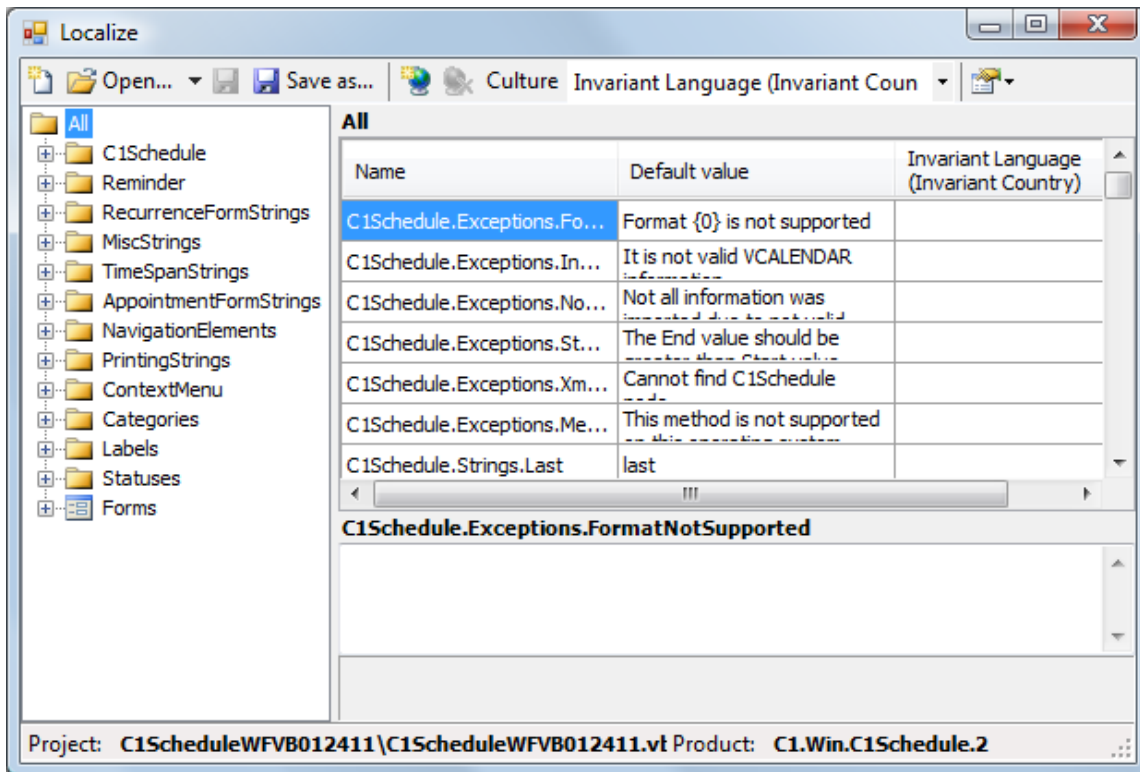 Localize
Open... Save as... Culture Invariant Language (Invariant Coun
All
C1Schedule
Reminder
RecurrenceFormStrings
MiscStrings
TimeSpanStrings
AppointmentFormStrings
NavigationElements
PrintingStrings
ContextMenu
Categories
Labels
Statuses
Forms
All
Name Default value Invariant Language
(Invariant Country)
C1Schedule.Exceptions.Fo... Format {0} is not supported
C1Schedule.Exceptions.In... It is not valid VCALENDAR
C1Schedule.Exceptions.No... Not all information was
C1Schedule.Exceptions.St... The End value should be
C1Schedule.Exceptions.Xm... Cannot find C1Schedule
C1Schedule.Exceptions.Me... This method is not supported
C1Schedule.Strings.Last last
C1Schedule.Exceptions.FormatNotSupported
Project: C1ScheduleWFVB012411\C1ScheduleWFVB012411.vl Product: C1.Win.C1Schedule.2